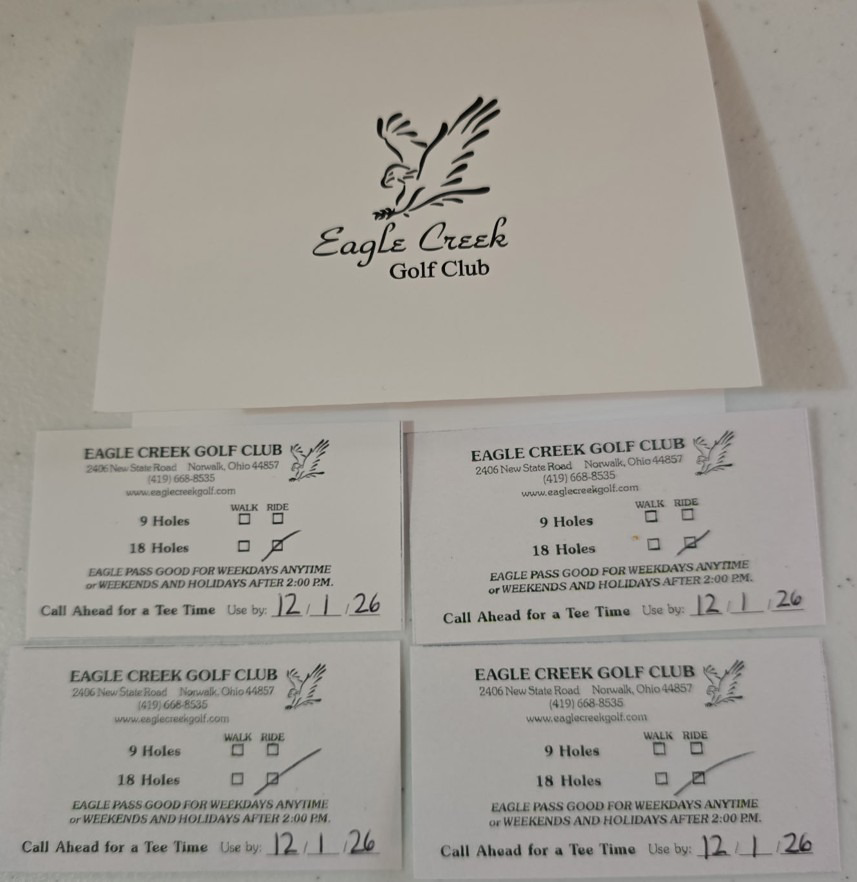 Eagle Creek
Golf Club
EAGLE CREEK GOLF CLUB
2406 New State Road Norwalk, Ohio 44857
(419) 668-8535
www.eaglecreekgolf.com
WALK RIDE
9 Holes
18 Holes
EAGLE PASS GOOD FOR WEEKDAYS ANYTIME
or WEEKENDS AND HOLIDAYS AFTER 2:00 P.M.
Call Ahead for a Tee Time Use by: 12/1/26
EAGLE CREEK GOLF CLUB
2406 New State Road Norwalk, Ohio 44857
(419) 668-8535
www.eaglecreekgolf.com
WALK RIDE
9 Holes
18 Holes
EAGLE PASS GOOD FOR WEEKDAYS ANYTIME
or WEEKENDS AND HOLIDAYS AFTER 2:00 P.M.
Call Ahead for a Tee Time Use by: 12/1/26
EAGLE CREEK GOLF CLUB
2406 New State Road Norwalk, Ohio 44857
(419) 668-8535
www.eaglecreekgolf.com
WALK RIDE
9 Holes
18 Holes
EAGLE PASS GOOD FOR WEEKDAYS ANYTIME
or WEEKENDS AND HOLIDAYS AFTER 2:00 P.M.
Call Ahead for a Tee Time Use by: 12/1/26
EAGLE CREEK GOLF CLUB
2406 New State Road Norwalk, Ohio 44857
(419) 668-8535
www.eaglecreekgolf.com
WALK RIDE
9 Holes
18 Holes
EAGLE PASS GOOD FOR WEEKDAYS ANYTIME
or WEEKENDS AND HOLIDAYS AFTER 2:00 P.M.
Call Ahead for a Tee Time Use by: 12/1/26